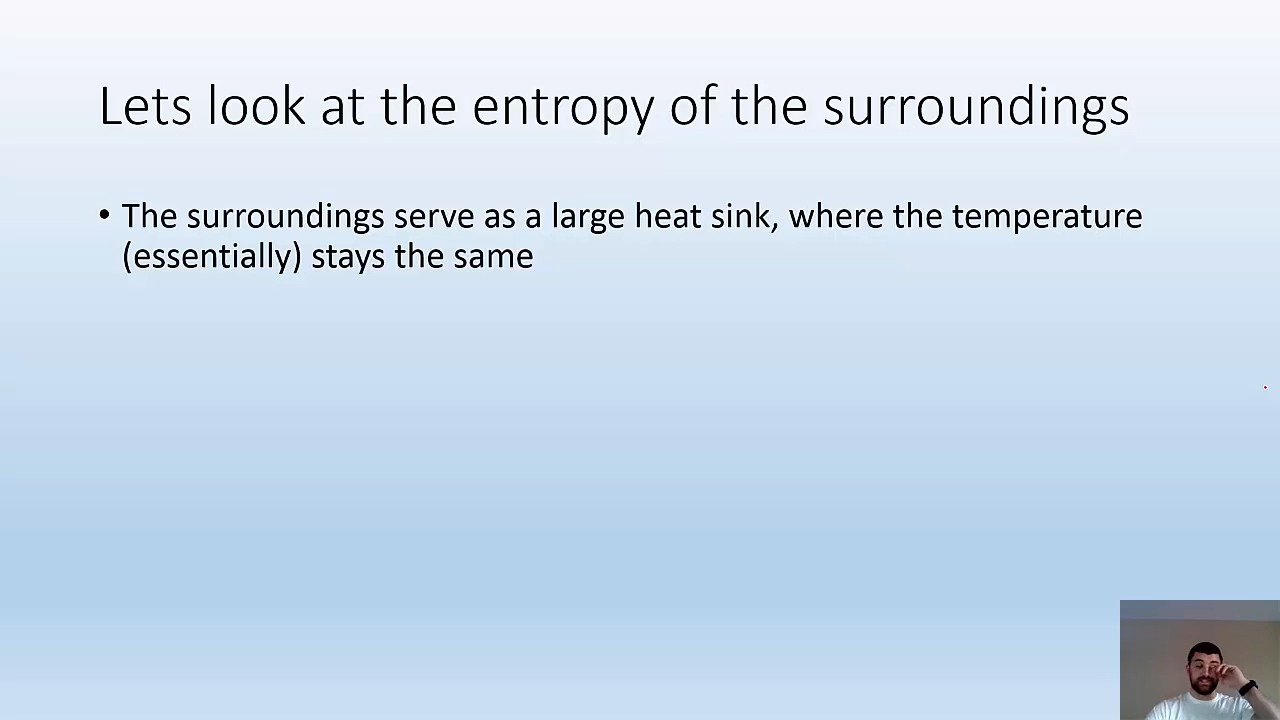 Lets look at the entropy of the surroundings
• The surroundings serve as a large heat sink, where the temperature
(essentially) stays the same